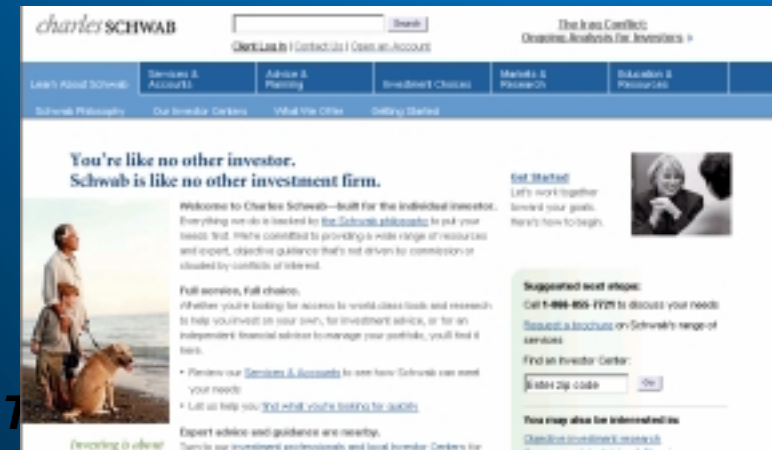 charles SCHWAB
Search
Client Log In | Contact Us | Open an Account
The Iraq Conflict:
Ongoing Analysis for Investors
Learn About Schwab
Services &
Accounts
Advice &
Planning
Investment Choices
Markets &
Research
Education &
Resources
Schwab Philosophy
Our Investor Centers
What We Offer
Getting Started
You're like no other investor.
Schwab is like no other investment firm.
Welcome to Charles Schwab—built for the individual investor.
Everything we do is backed by the Schwab philosophy to put your
needs first. We're committed to providing a wide range of resources
and expert, objective guidance that's not driven by commission or
clouded by conflicts of interest.
Full service, full choice.
Whether you're looking for access to world class tools and research
to help you invest on your own, for investment advice, or for an
independent financial advisor to manage your portfolio, you'll find it
here.
• Review our Services & Accounts to see how Schwab can meet
your needs
• Let us help you find what you're looking for quickly
Expert advice and guidance are nearby.
Turn to our investment professionals and local Investor Centers for
Investing is about
Get Started
Let's work together
toward your goals.
Here's how to begin.
Suggested next steps:
Call 1-866-855-7721 to discuss your needs
Request a brochure on Schwab's range of
services
Find an Investor Center:
Enter zip code
Go
You may also be interested in:
Objective investment research
7